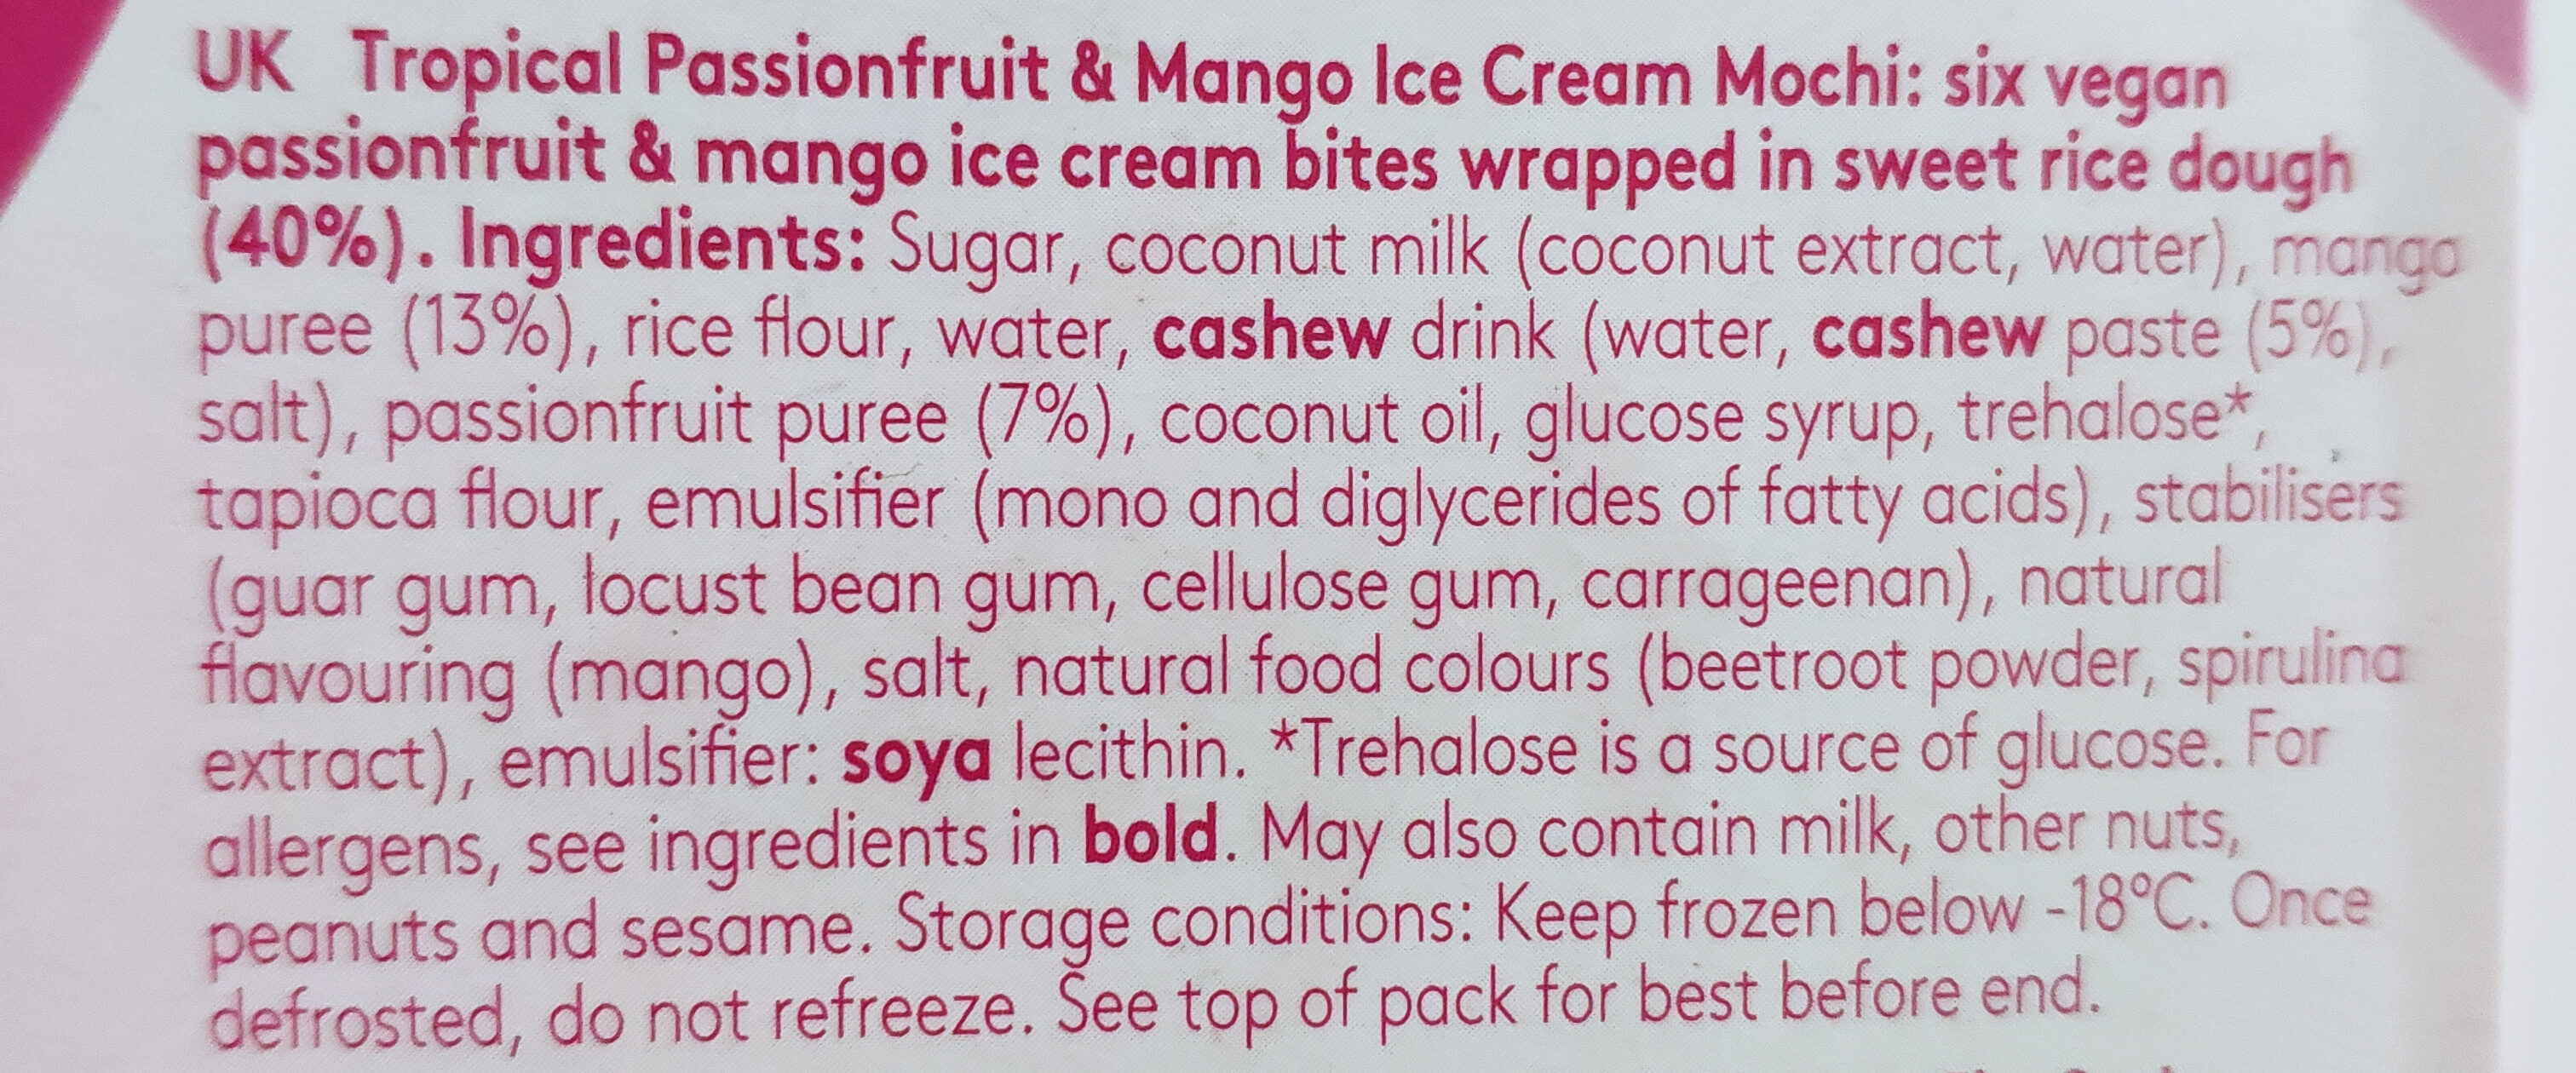 UK Tropical Passionfruit & Mango Ice Cream Mochi: six vegan
passionfruit & mango ice cream bites wrapped in sweet rice dough
(40%). Ingredients: Sugar, coconut milk (coconut extract, water), mango
puree (13%), rice flour, water, cashew drink (water, cashew paste (5%),
salt), passionfruit puree (7%), coconut oil, glucose syrup, trehalose*,
tapioca flour, emulsifier (mono and diglycerides of fatty acids), stabilisers
(guar gum, locust bean gum, cellulose gum, carrageenan), natural
flavouring (mango), salt, natural food colours (beetroot powder, spirulina
extract), emulsifier: soya lecithin. *Trehalose is a source of glucose. For
allergens, see ingredients in bold. May also contain milk, other nuts,
peanuts and sesame. Storage conditions: Keep frozen below -18°C. Once
defrosted, do not refreeze. See top of pack for best before end.